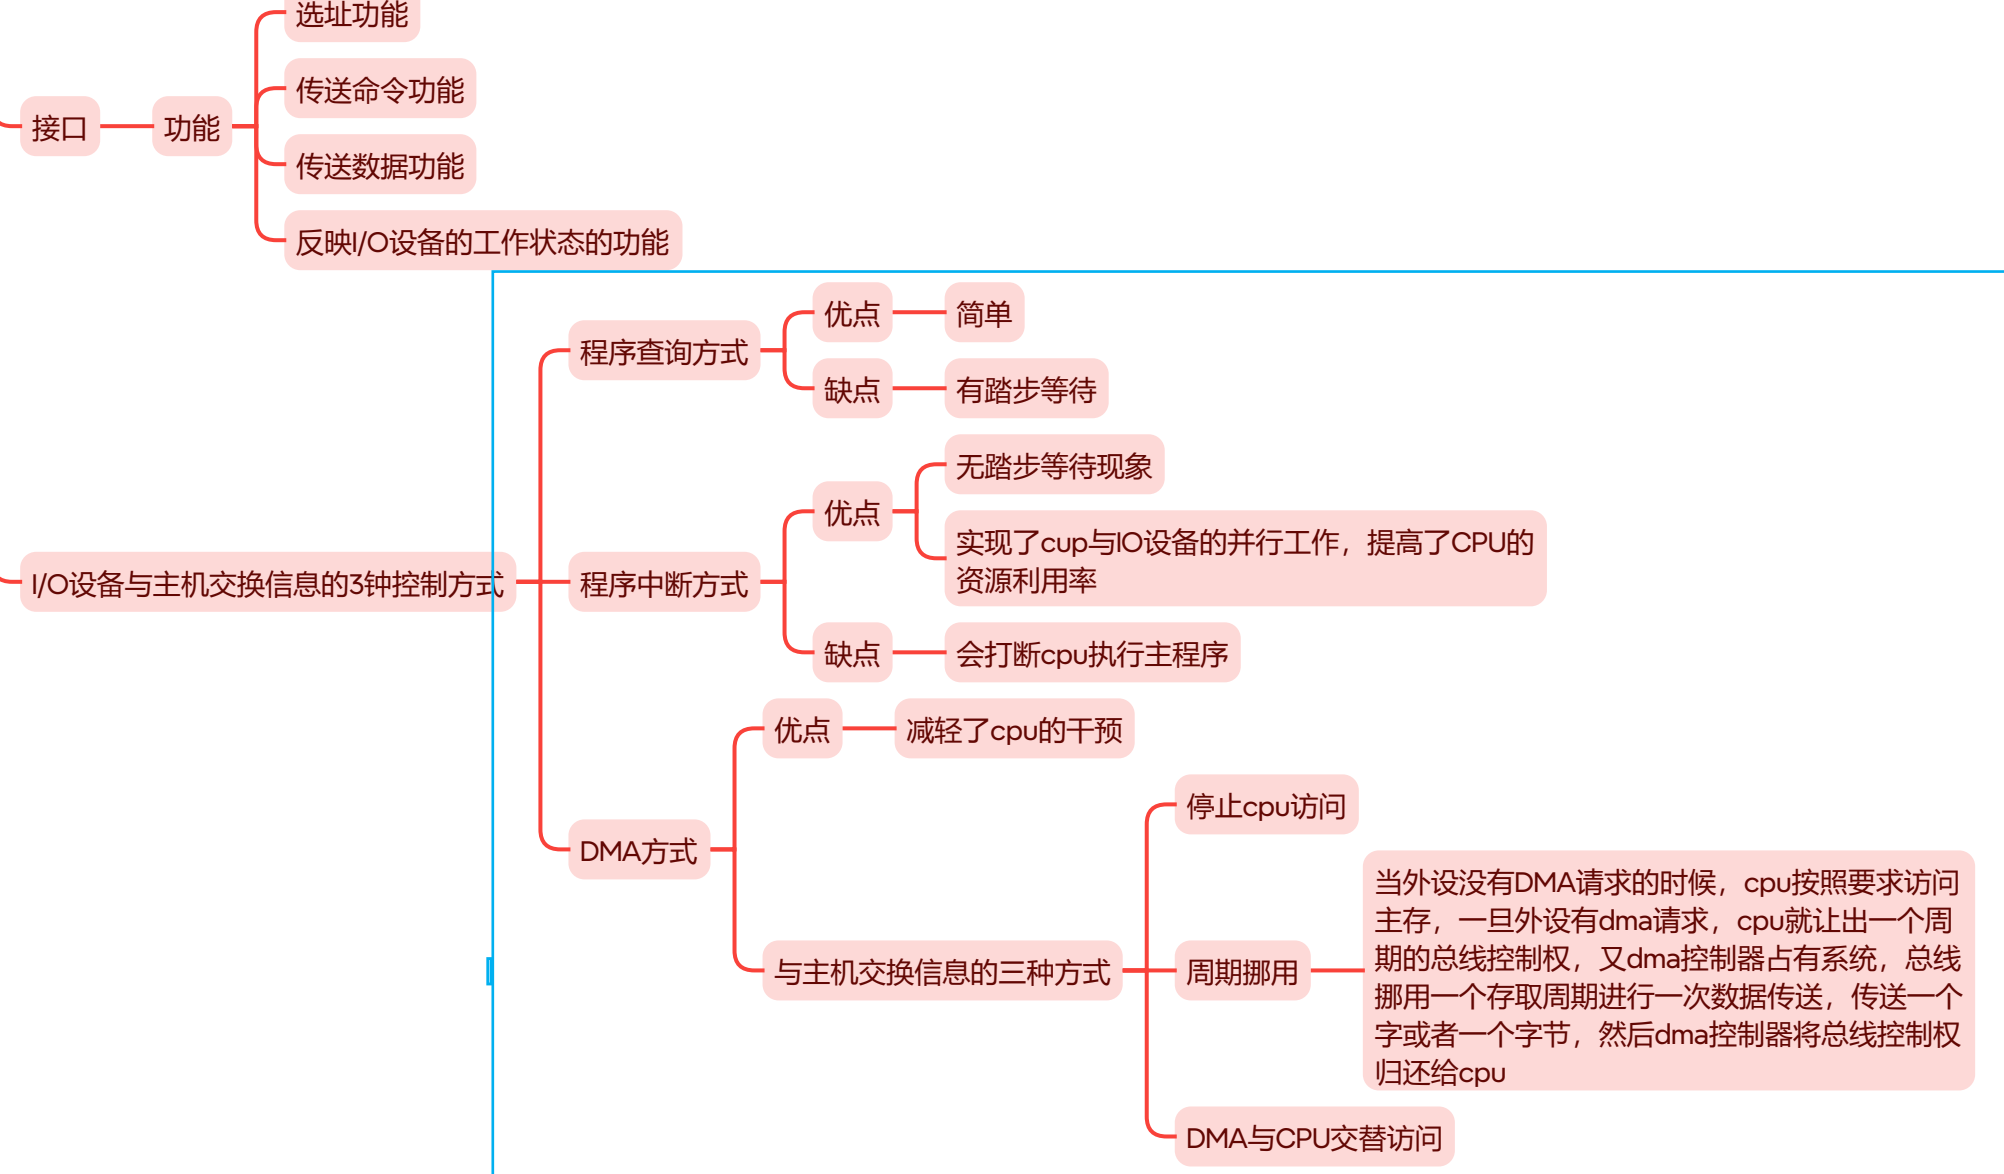 选址功能
传送命令功能
接口
功能
传送数据功能
反映I/O设备的工作状态的功能
优点
简单
程序查询方式
缺点
有踏步等待
无踏步等待现象
优点
实现了cup与IO设备的并行工作，提高了CPU的
资源利用率
I/O设备与主机交换信息的3钟控制方式
程序中断方式
缺点
会打断cpu执行主程序
优点
减轻了cpu的干预
DMA方式
停止cpu访问
与主机交换信息的三种方式
周期挪用
当外设没有DMA请求的时候，cpu按照要求访问
主存，一旦外设有dma请求，cpu就让出一个周
期的总线控制权，又dma控制器占有系统，总线
挪用一个存取周期进行一次数据传送，传送一个
字或者一个字节，然后dma控制器将总线控制权
归还给cpu
DMA与CPU交替访问